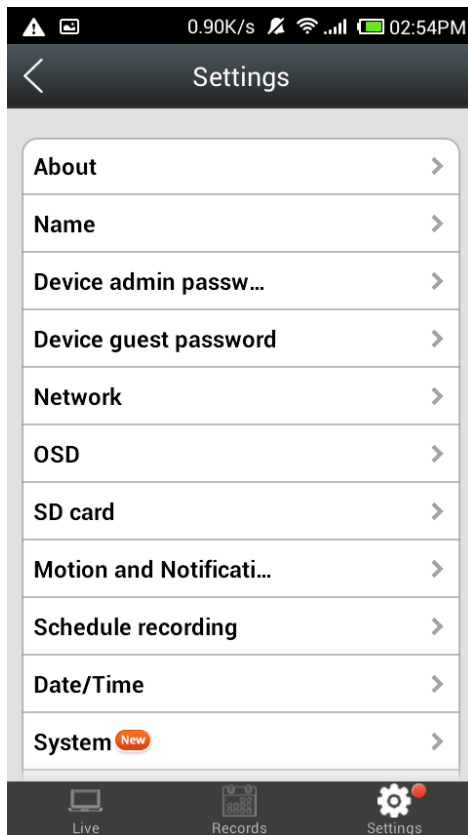 0.90K/s 02:54PM
Settings
About
Name
Device admin passw...
Device guest password
Network
OSD
SD card
Motion and Notificati...
Schedule recording
Date/Time
System New
Live Records Settings